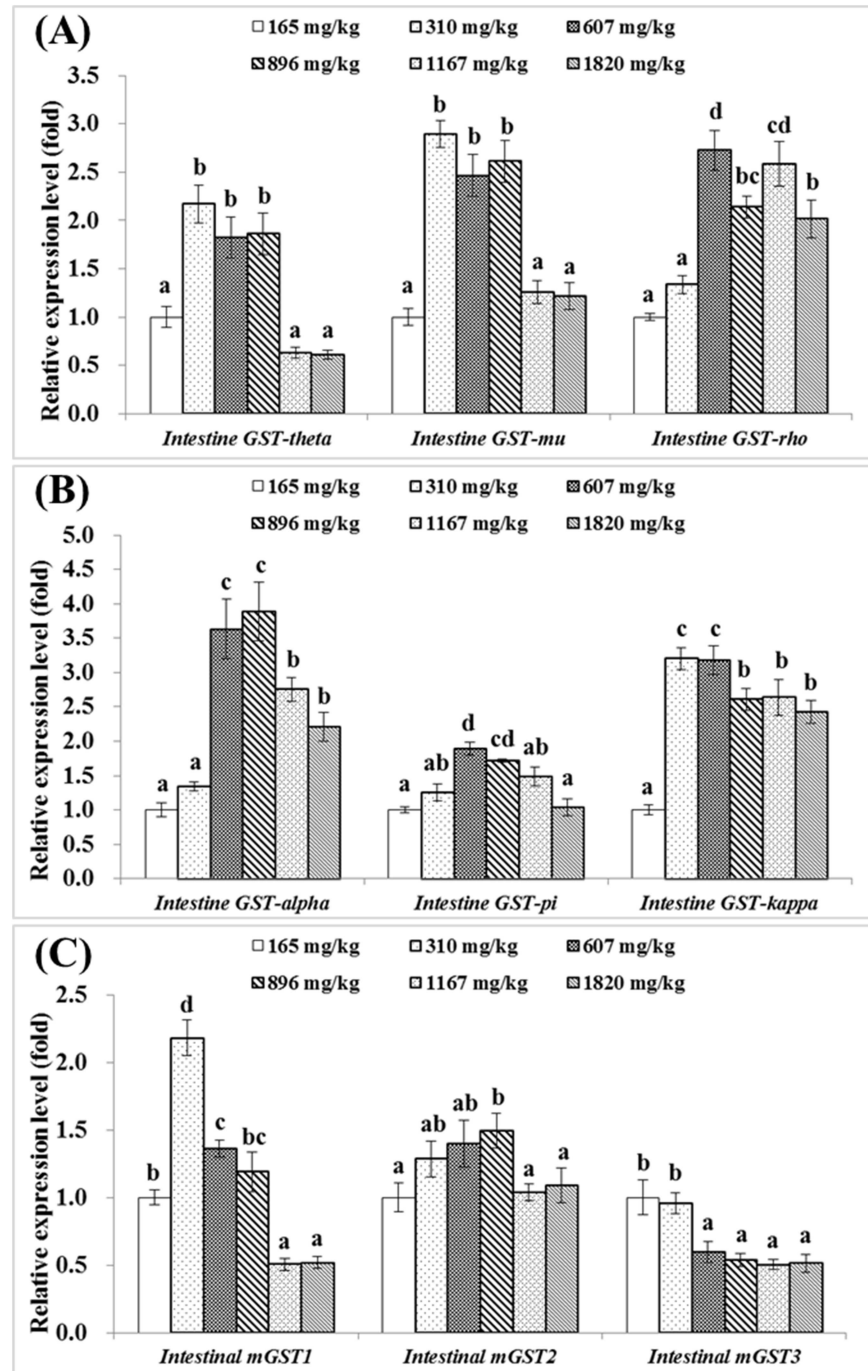 (A)
165 mg/kg 310 mg/kg 607 mg/kg
896 mg/kg 1167 mg/kg 1820 mg/kg
Relative expression level (fold)
3.5
3.0
2.5
2.0
1.5
1.0
0.5
0.0
a b b b a a
a b b b a a
a a d bc cd b
Intestine GST-theta Intestine GST-mu Intestine GST-rho
(B)
165 mg/kg 310 mg/kg 607 mg/kg
896 mg/kg 1167 mg/kg 1820 mg/kg
Relative expression level (fold)
5.0
4.5
4.0
3.5
3.0
2.5
2.0
1.5
1.0
0.5
0.0
a a c c b b
a ab d cd ab a
a c c b b b
Intestine GST-alpha Intestine GST-pi Intestine GST-kappa
(C)
165 mg/kg 310 mg/kg 607 mg/kg
896 mg/kg 1167 mg/kg 1820 mg/kg
Relative expression level (fold)
2.5
2.0
1.5
1.0
0.5
0.0
b d c bc a a
a ab ab b a a
b b a a a a
Intestinal mGST1 Intestinal mGST2 Intestinal mGST3